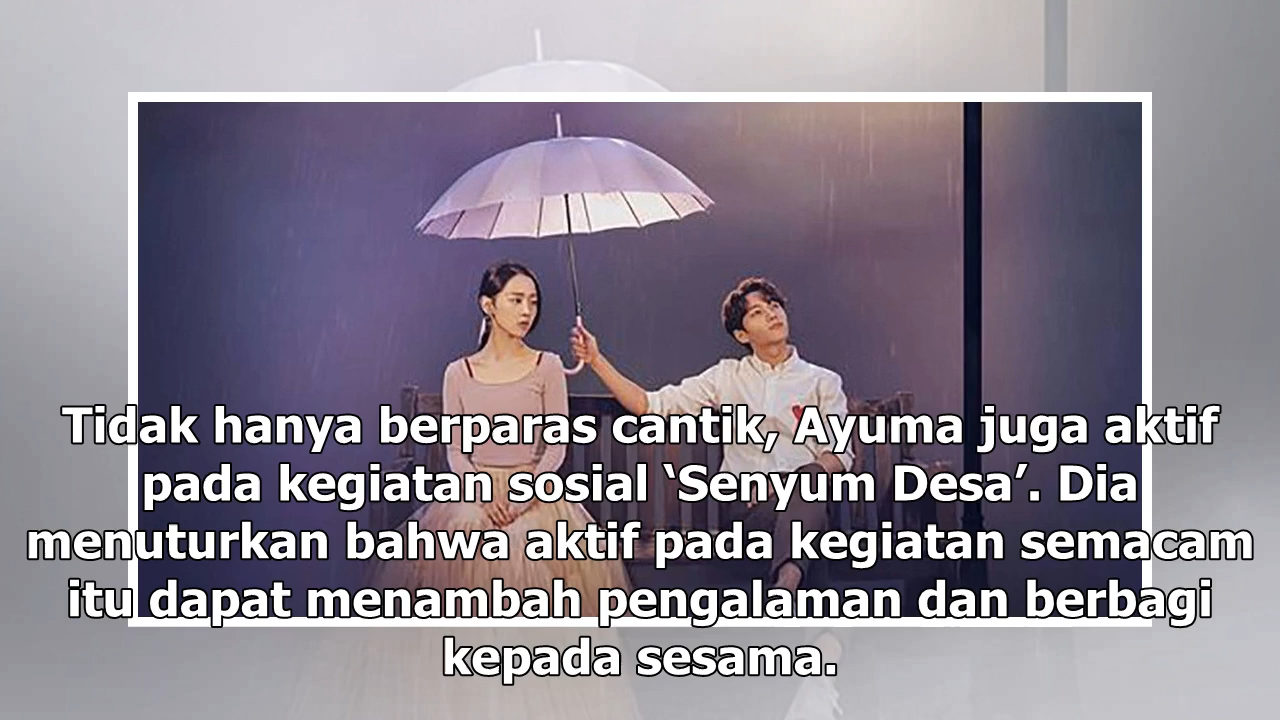 Tidak hanya berparas cantik, Ayuma juga aktif
pada kegiatan sosial ‘Senyum Desa’. Dia
menuturkan bahwa aktif pada kegiatan semacam
itu dapat menambah pengalaman dan berbagi
kepada sesama.